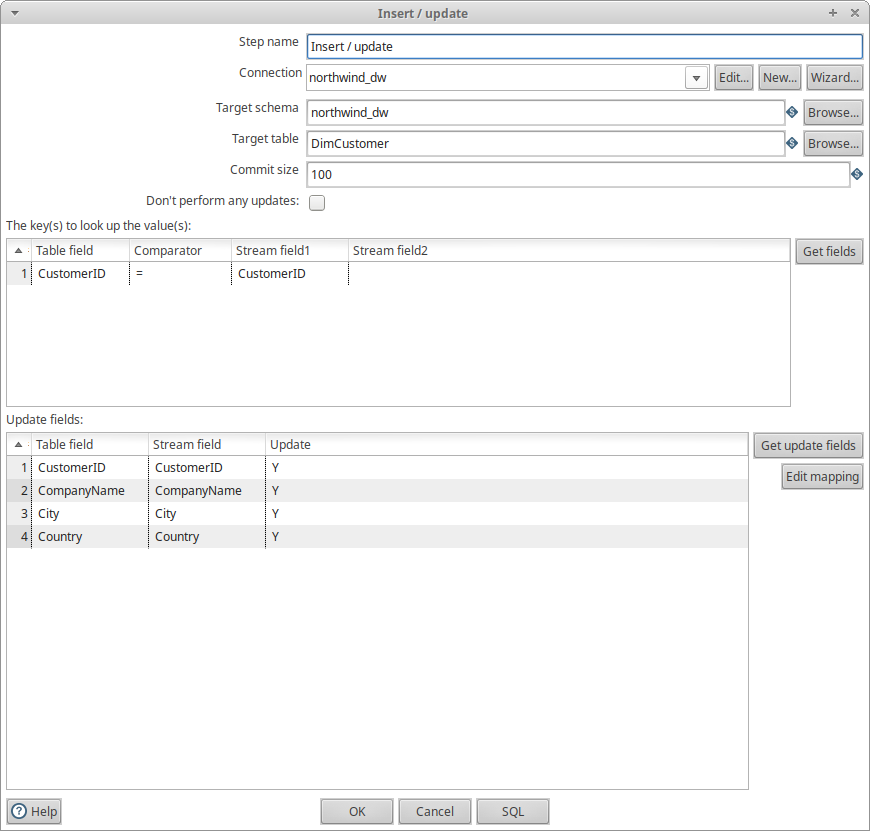 Insert / update
Step name Insert / update
Connection northwind_dw Edit... New... Wizard...
Target schema northwind_dw Browse...
Target table DimCustomer Browse...
Commit size 100
Don't perform any updates:
The key(s) to look up the value(s):
Table field Comparator Stream field1 Stream field2 Get fields
1 CustomerID = CustomerID
Update fields:
Table field Stream field Update Get update fields
1 CustomerID CustomerID Y
Edit mapping
2 CompanyName CompanyName Y
3 City City Y
4 Country Country Y
Help OK Cancel SQL